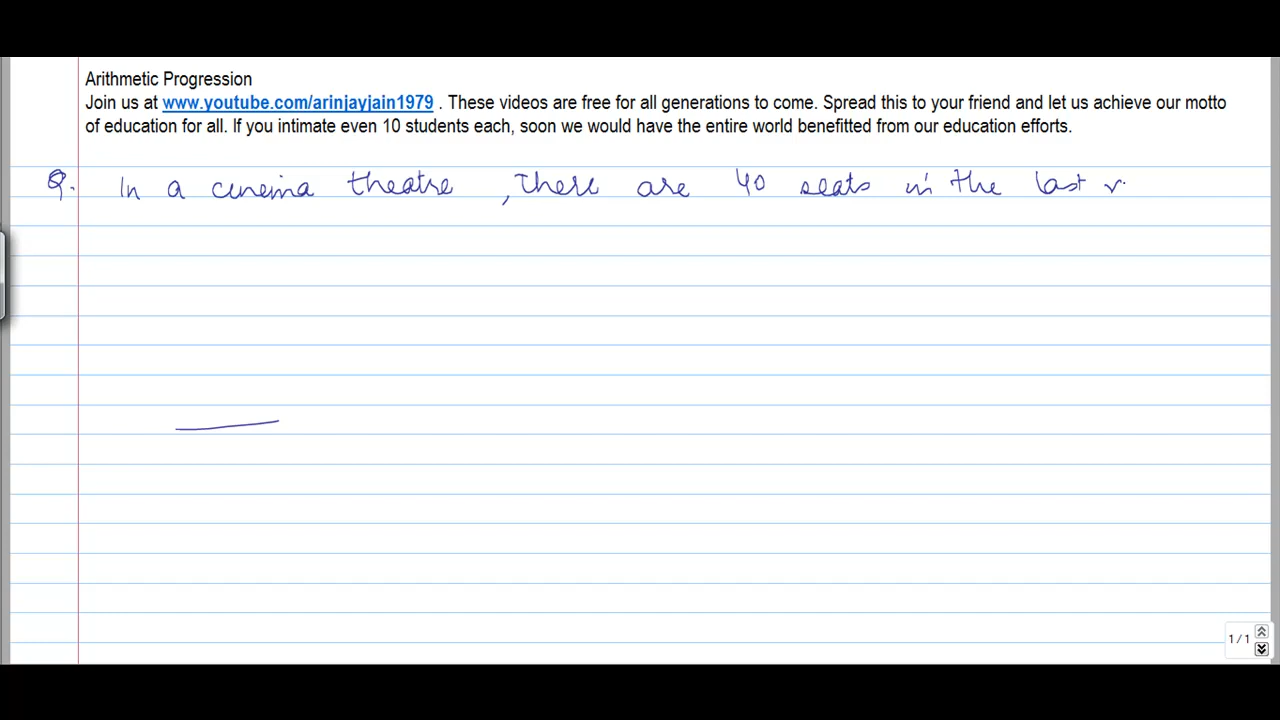 Arithmetic Progression
Join us at www.youtube.com/arinjayjain1979 . These videos are free for all generations to come. Spread this to your friend and let us achieve our motto
of education for all. If you intimate even 10 students each, soon we would have the entire world benefitted from our education efforts.
Q. In a cinema theatre , there are 40 seats in the last r
1 / 1